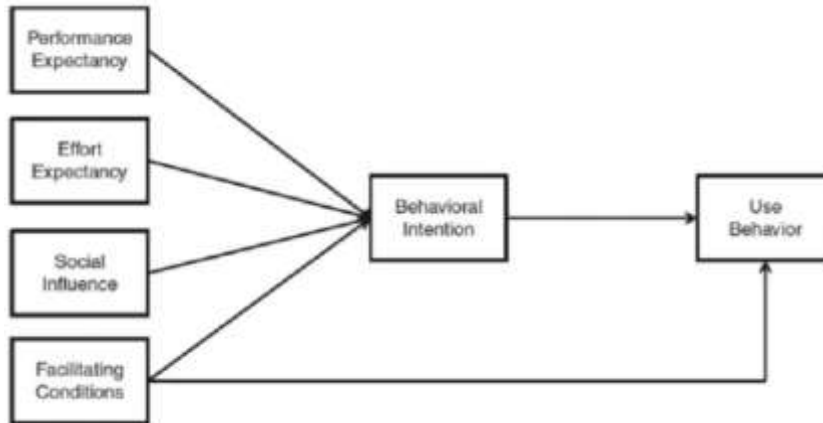 Performance
Expectancy
Effort
Expectancy
Social
Influence
Facilitating
Conditions
Behavioral
Intention
Use
Behavior